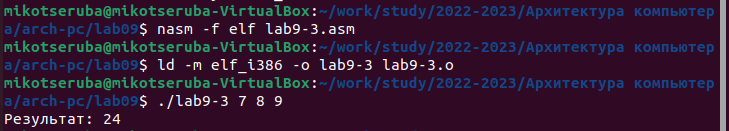 mikotseruba@mikotseruba-VirtualBox:~/work/study/2022-2023/Архитектура компьютер
а/arch-pc/lab09$ nasm -f elf lab9-3.asm
mikotseruba@mikotseruba-VirtualBox:~/work/study/2022-2023/Архитектура компьютер
а/arch-pc/lab09$ ld -m elf_i386 -o lab9-3 lab9-3.o
mikotseruba@mikotseruba-VirtualBox:~/work/study/2022-2023/Архитектура компьютер
а/arch-pc/lab09$ ./lab9-3 7 8 9
Результат: 24